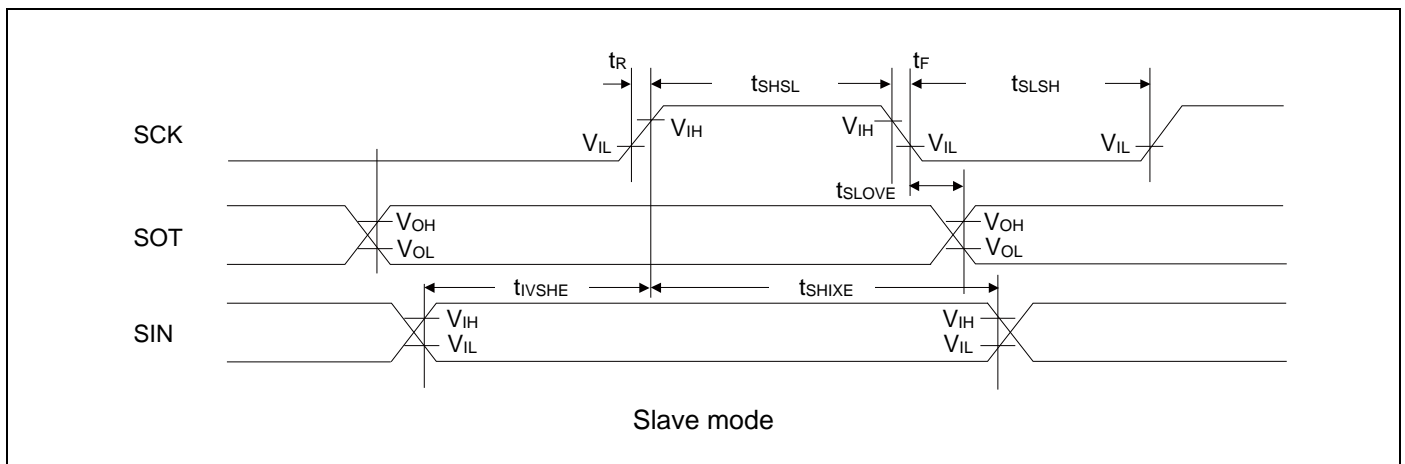 tR tF
tSHSL tSLSH
SCK VIL VIH VIH VIL VIL
tSLOVE
SOT VOH VOH
VOL VOL
tIVSHE tSHIXE
SIN VIH VIH
VIL VIL
Slave mode